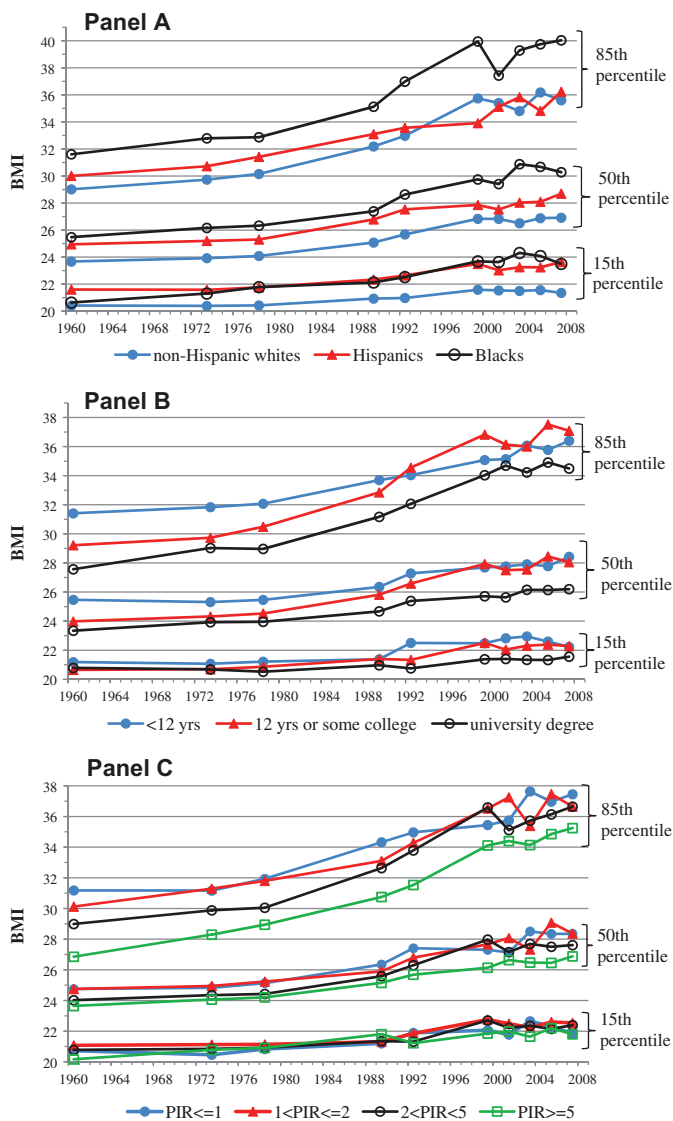 Panel A
40
38
36
34
32
30
28
26
24
22
20
BMI
85th
percentile
50th
percentile
15th
percentile
1960 1964 1968 1972 1976 1980 1984 1988 1992 1996 2000 2004 2008
non-Hispanic whites Hispanics Blacks
Panel B
38
36
34
32
30
28
26
24
22
20
BMI
85th
percentile
50th
percentile
15th
percentile
1960 1964 1968 1972 1976 1980 1984 1988 1992 1996 2000 2004 2008
<12 yrs 12 yrs or some college university degree
Panel C
38
36
34
32
30
28
26
24
22
20
BMI
85th
percentile
50th
percentile
15th
percentile
1960 1964 1968 1972 1976 1980 1984 1988 1992 1996 2000 2004 2008
PIR<=1 1<PIR<=2 2<PIR<5 PIR>=5